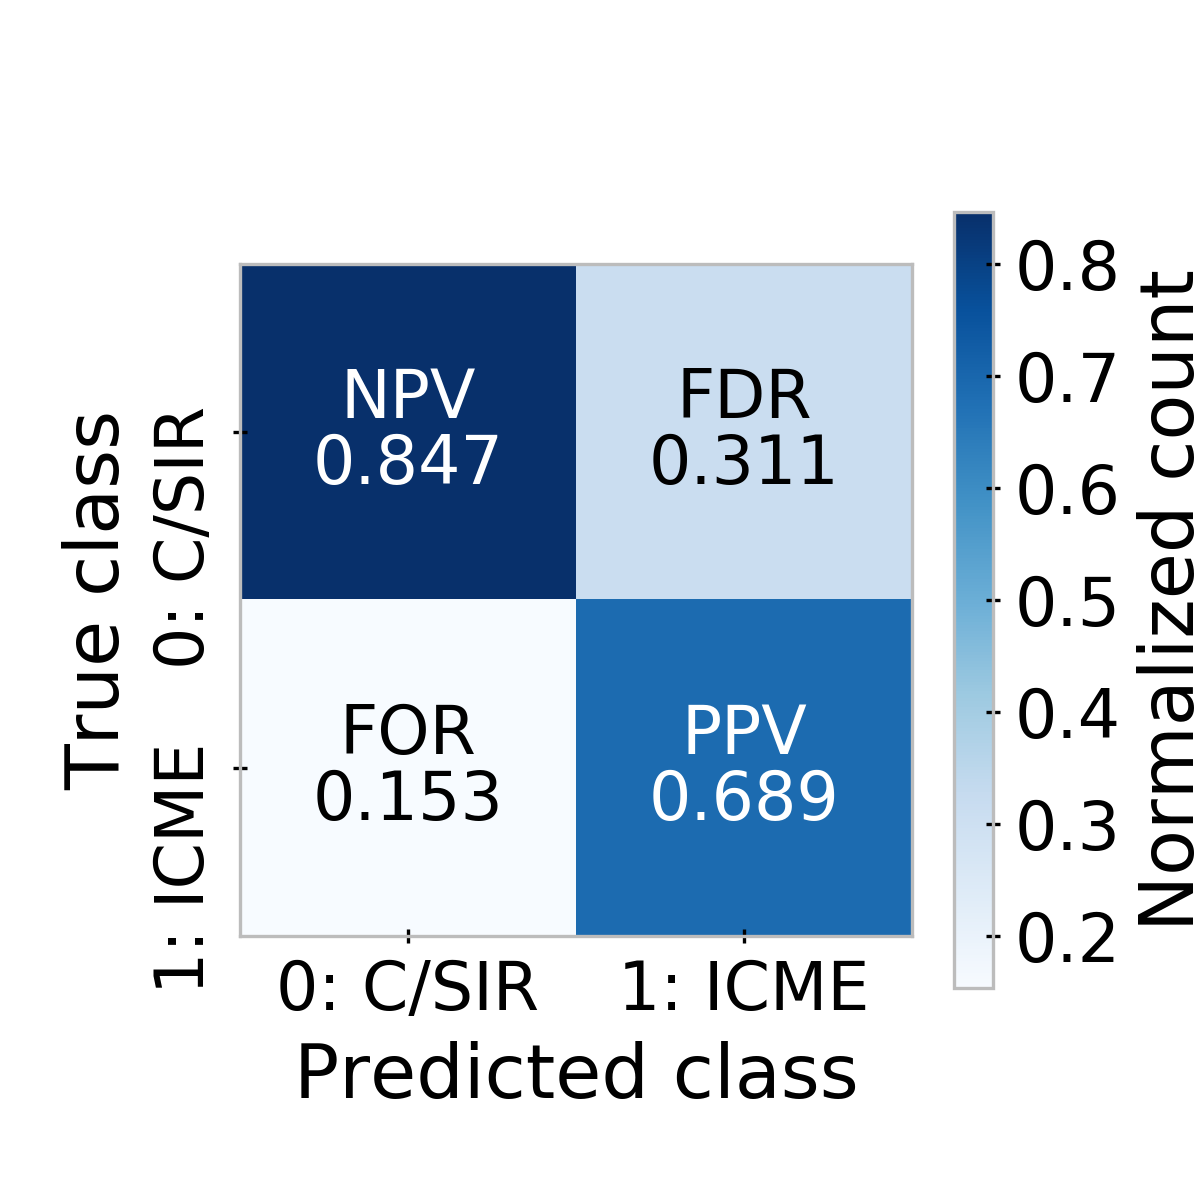 NPV
0.847
FDR
0.311
FOR
0.153
PPV
0.689
True class
0: C/SIR
1: ICME
0: C/SIR
1: ICME
Predicted class
0.8
0.7
0.6
0.5
0.4
0.3
0.2
Normalized count